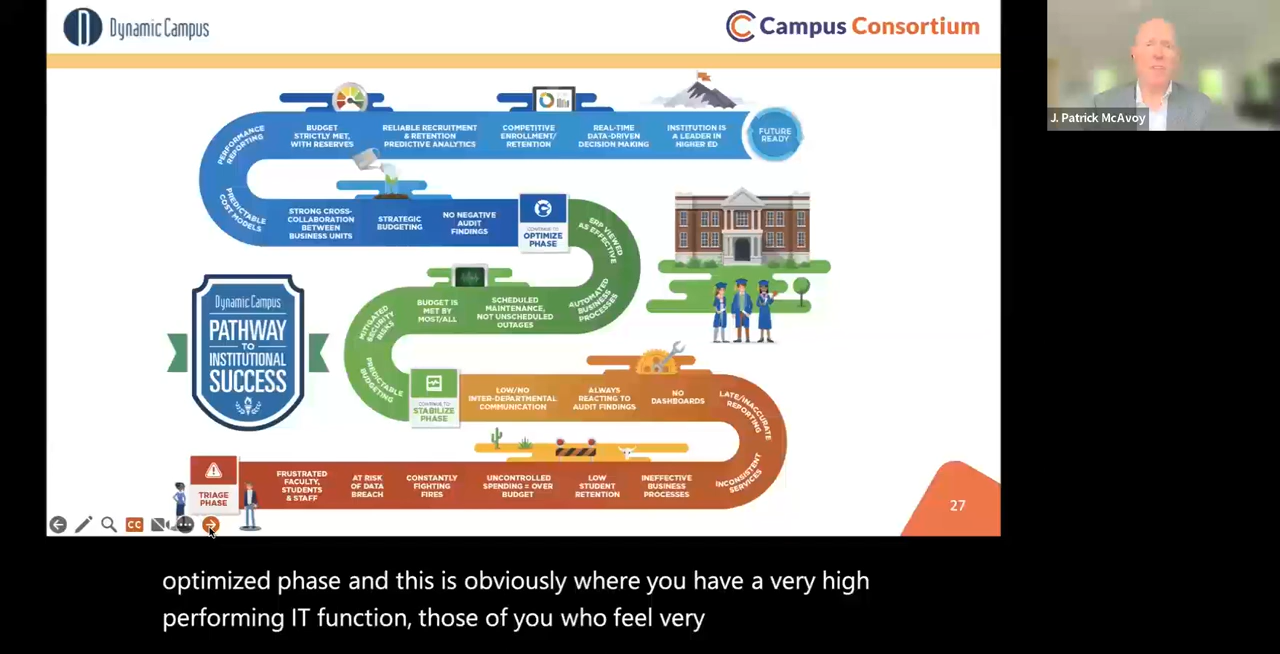 Dynamic Campus
Campus Consortium
J. Patrick McAvoy
PERFORMANCE
REPORTING
BUDGET
STRICTLY MET,
WITH RESERVES
RELIABLE RECRUITMENT
& RETENTION
PREDICTIVE ANALYTICS
COMPETITIVE
ENROLLMENT/
RETENTION
REAL-TIME
DATA-DRIVEN
DECISION MAKING
INSTITUTION IS
A LEADER IN
HIGHER ED
FUTURE
READY
PREDICTABLE
COST MODELS
STRONG CROSS-
COLLABORATION
BETWEEN
BUSINESS UNITS
STRATEGIC
BUDGETING
NO NEGATIVE
AUDIT
FINDINGS
CONTINUE TO
OPTIMIZE
PHASE
ERP VIEWED
AS EFFECTIVE
MITIGATED
SECURITY
RISKS
BUDGET IS
MET BY
MOST/ALL
SCHEDULED
MAINTENANCE,
NOT UNSCHEDULED
OUTAGES
AUTOMATED
BUSINESS
PROCESSES
Dynamic Campus
PATHWAY
TO
INSTITUTIONAL
SUCCESS
PREDICTABLE
BUDGETING
CONTINUE TO
STABILIZE
PHASE
LOW/NO
INTER-DEPARTMENTAL
COMMUNICATION
ALWAYS
REACTING TO
AUDIT FINDINGS
NO
DASHBOARDS
LATE/INACCURATE
REPORTING
TRIAGE
PHASE
FRUSTRATED
FACULTY,
STUDENTS
& STAFF
AT RISK
OF DATA
BREACH
CONSTANTLY
FIGHTING
FIRES
UNCONTROLLED
SPENDING = OVER
BUDGET
LOW
STUDENT
RETENTION
INEFFECTIVE
BUSINESS
PROCESSES
INCONSISTENT
SERVICES
27
CC
optimized phase and this is obviously where you have a very high
performing IT function, those of you who feel very